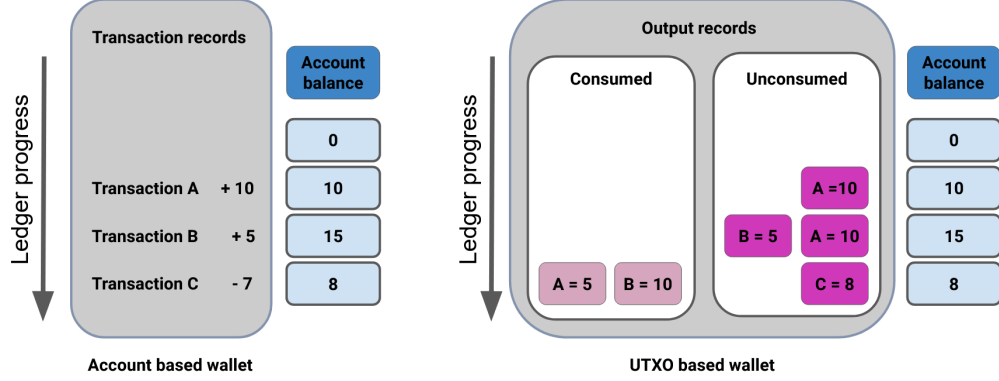 Transaction records
Account
balance
Ledger progress
0
Transaction A + 10
10
Transaction B + 5
15
Transaction C - 7
8
Account based wallet
Output records
Consumed
Unconsumed
Account
balance
Ledger progress
0
A =10
10
B = 5
A = 10
15
A = 5
B = 10
C = 8
8
UTXO based wallet